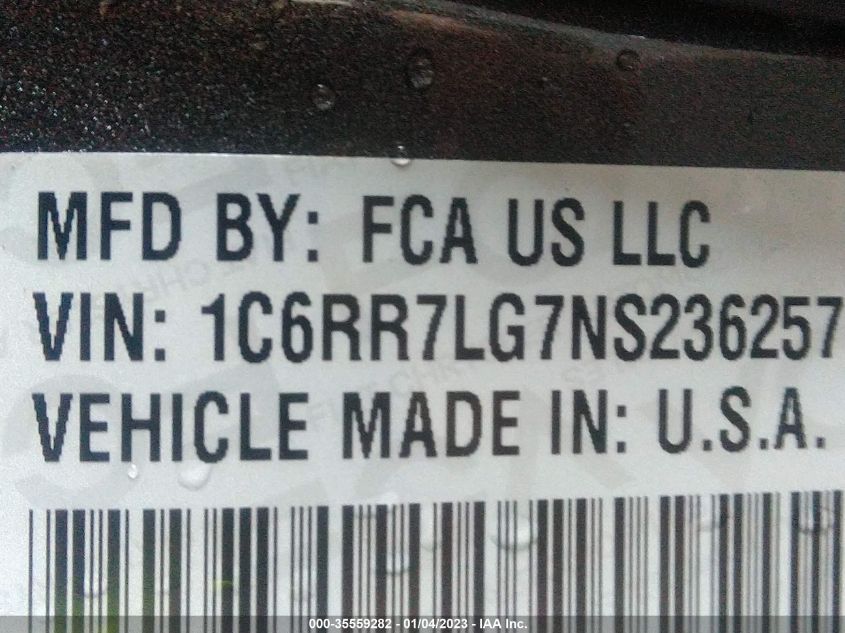 MFD BY: FCA US LLC
VIN: 1C6RR7LG7NS236257
VEHICLE MADE IN: U.S.A.
000-35559282 - 01/04/2023 - IAA Inc.